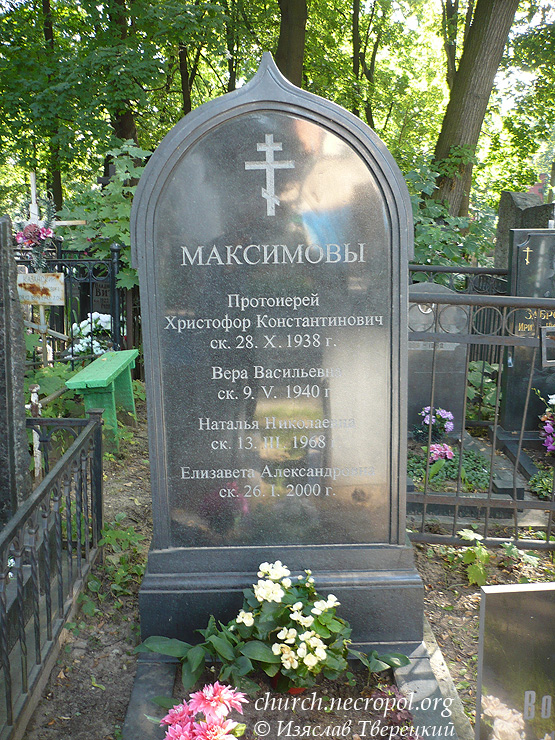 МАКСИМОВЫ
Протоиерей
Христофор Константинович
ск. 28. X. 1938 г.
Вера Васильевна
ск. 9. V. 1940 г.
Наталья Николаевна
ск. 13. III. 1968 г.
Елизавета Александровна
ск. 26. I. 2000 г.
church.necropol.org
© Изяслав Тверецкий